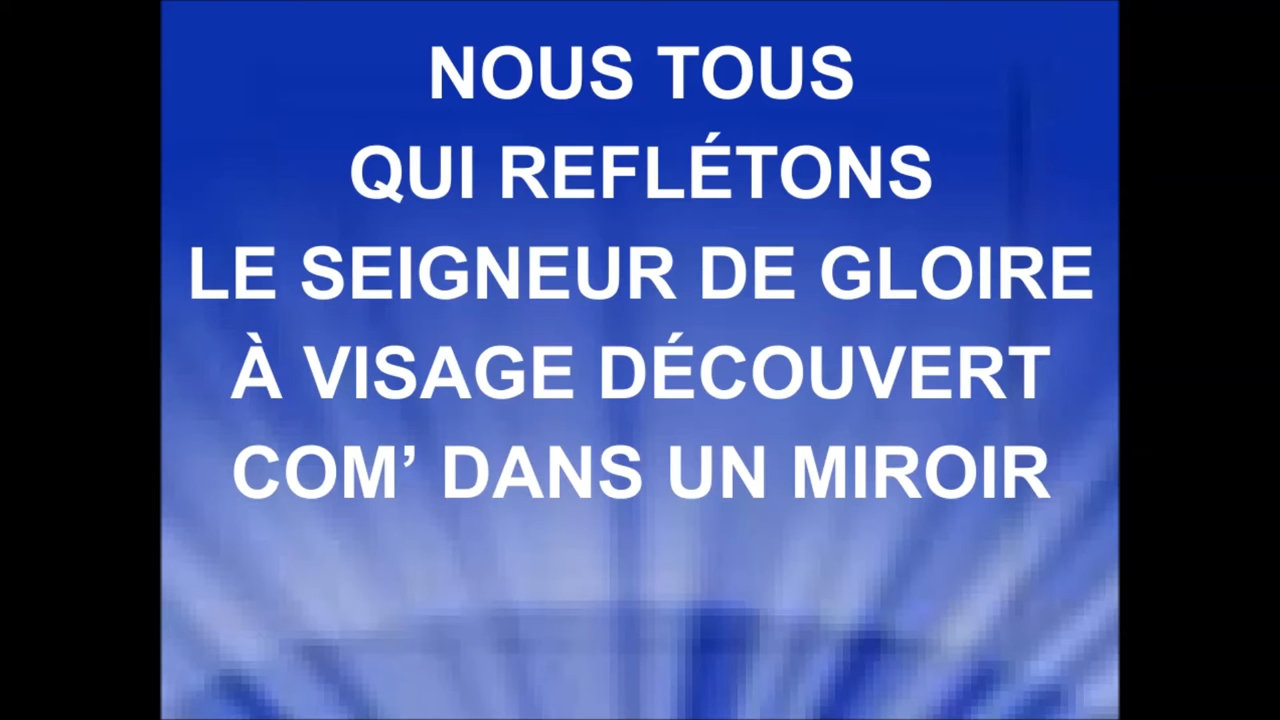 NOUS TOUS
QUI REFLÉTONS
LE SEIGNEUR DE GLOIRE
À VISAGE DÉCOUVERT
COM’ DANS UN MIROIR